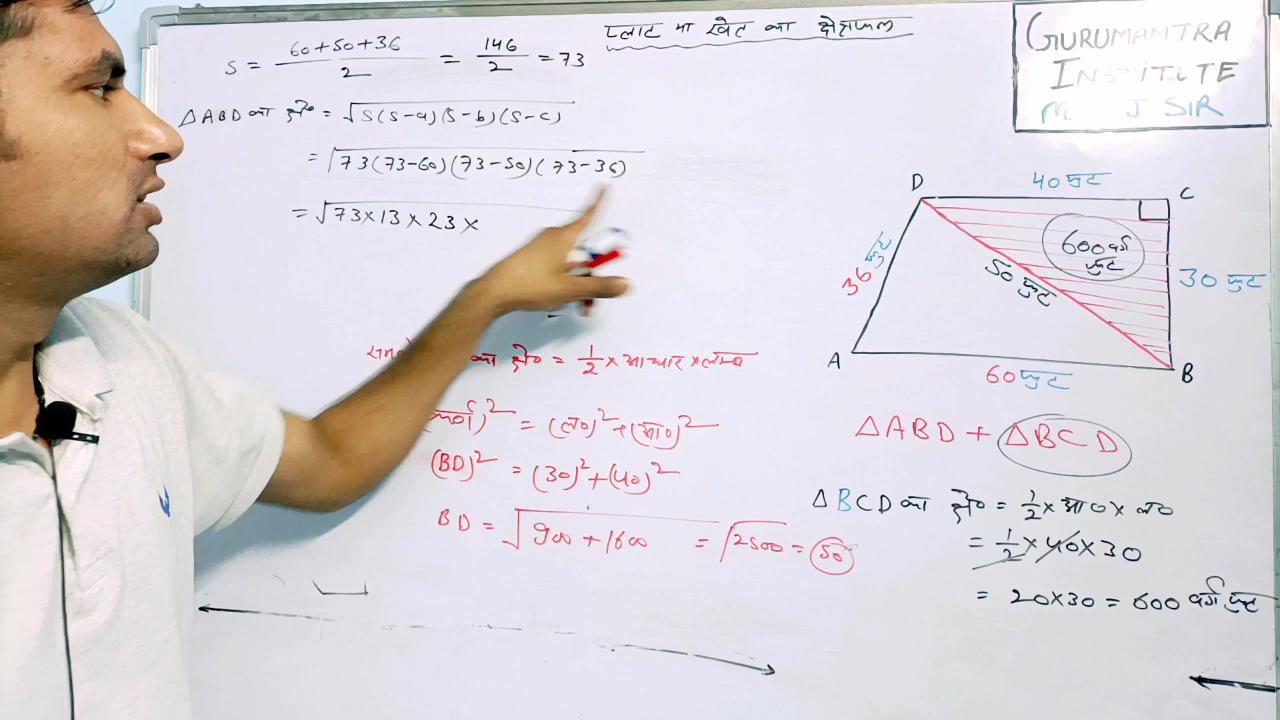 प्लाट या खेत का क्षेत्रफल
GURUMANTRA
INSTITUTE
M. J SIR
S = 60+50+36/2 = 146/2 = 73
△ABD का क्षे० = √S(S-a)(S-b)(S-c)
= √73(73-60)(73-50)(73-36)
= √73×13×23×
D
40 फुट
C
36 फुट
50 फुट
600 वर्ग
फुट
30 फुट
A
60 फुट
B
का क्षे० = 1/2 × आधार × लम्ब
)² = (ल०)² + (आ०)²
(BD)² = (30)² + (40)²
BD = √900 + 1600 = √2500 = 50
△ABD + △BCD
△BCD का क्षे० = 1/2 × आ० × ल०
= 1/2 × 40 × 30
= 20×30 = 600 वर्ग फुट